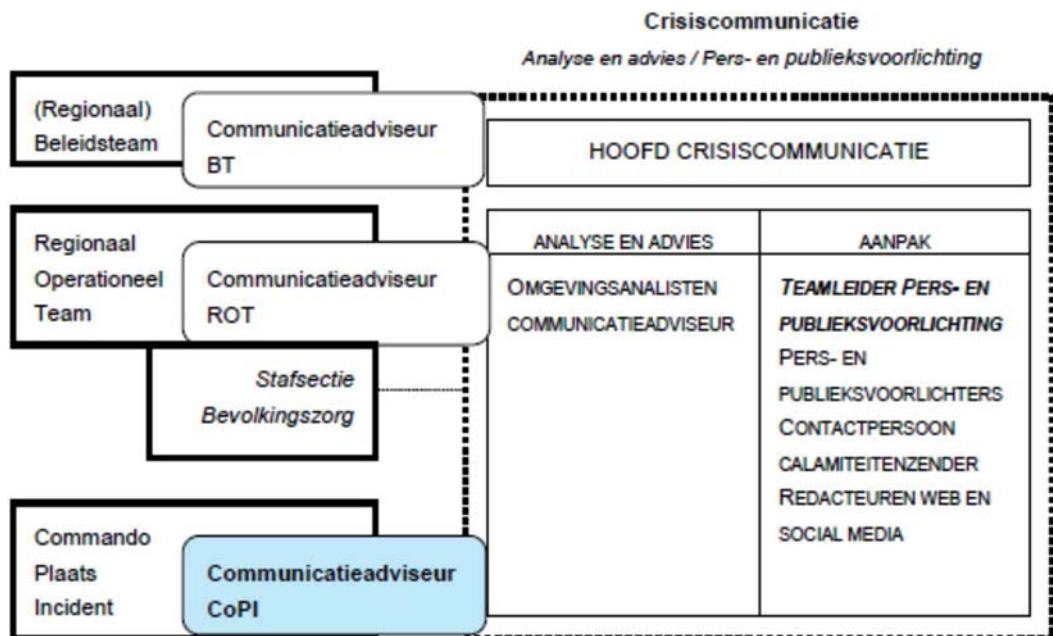 Crisiscommunicatie
Analyse en advies / Pers- en publieksvoorlichting
(Regionaal)
Beleidsteam
Communicatieadviseur
BT
HOOFD CRISISCOMMUNICATIE
Regionaal
Operationeel
Team
Communicatieadviseur
ROT
Stafsectie
Bevolkingszorg
Commando
Plaats
Incident
Communicatieadviseur
CoPI
ANALYSE EN ADVIES
OMGEVINGSANALISTEN
COMMUNICATIEADVISEUR
AANPAK
TEAMLEIDER PERS- EN
PUBLIEKSVOORLICHTING
PERS- EN
PUBLIEKSVOORLICHTERS
CONTACTPERSOON
CALAMITEITENZENDER
REDACTEUREN WEB EN
SOCIAL MEDIA